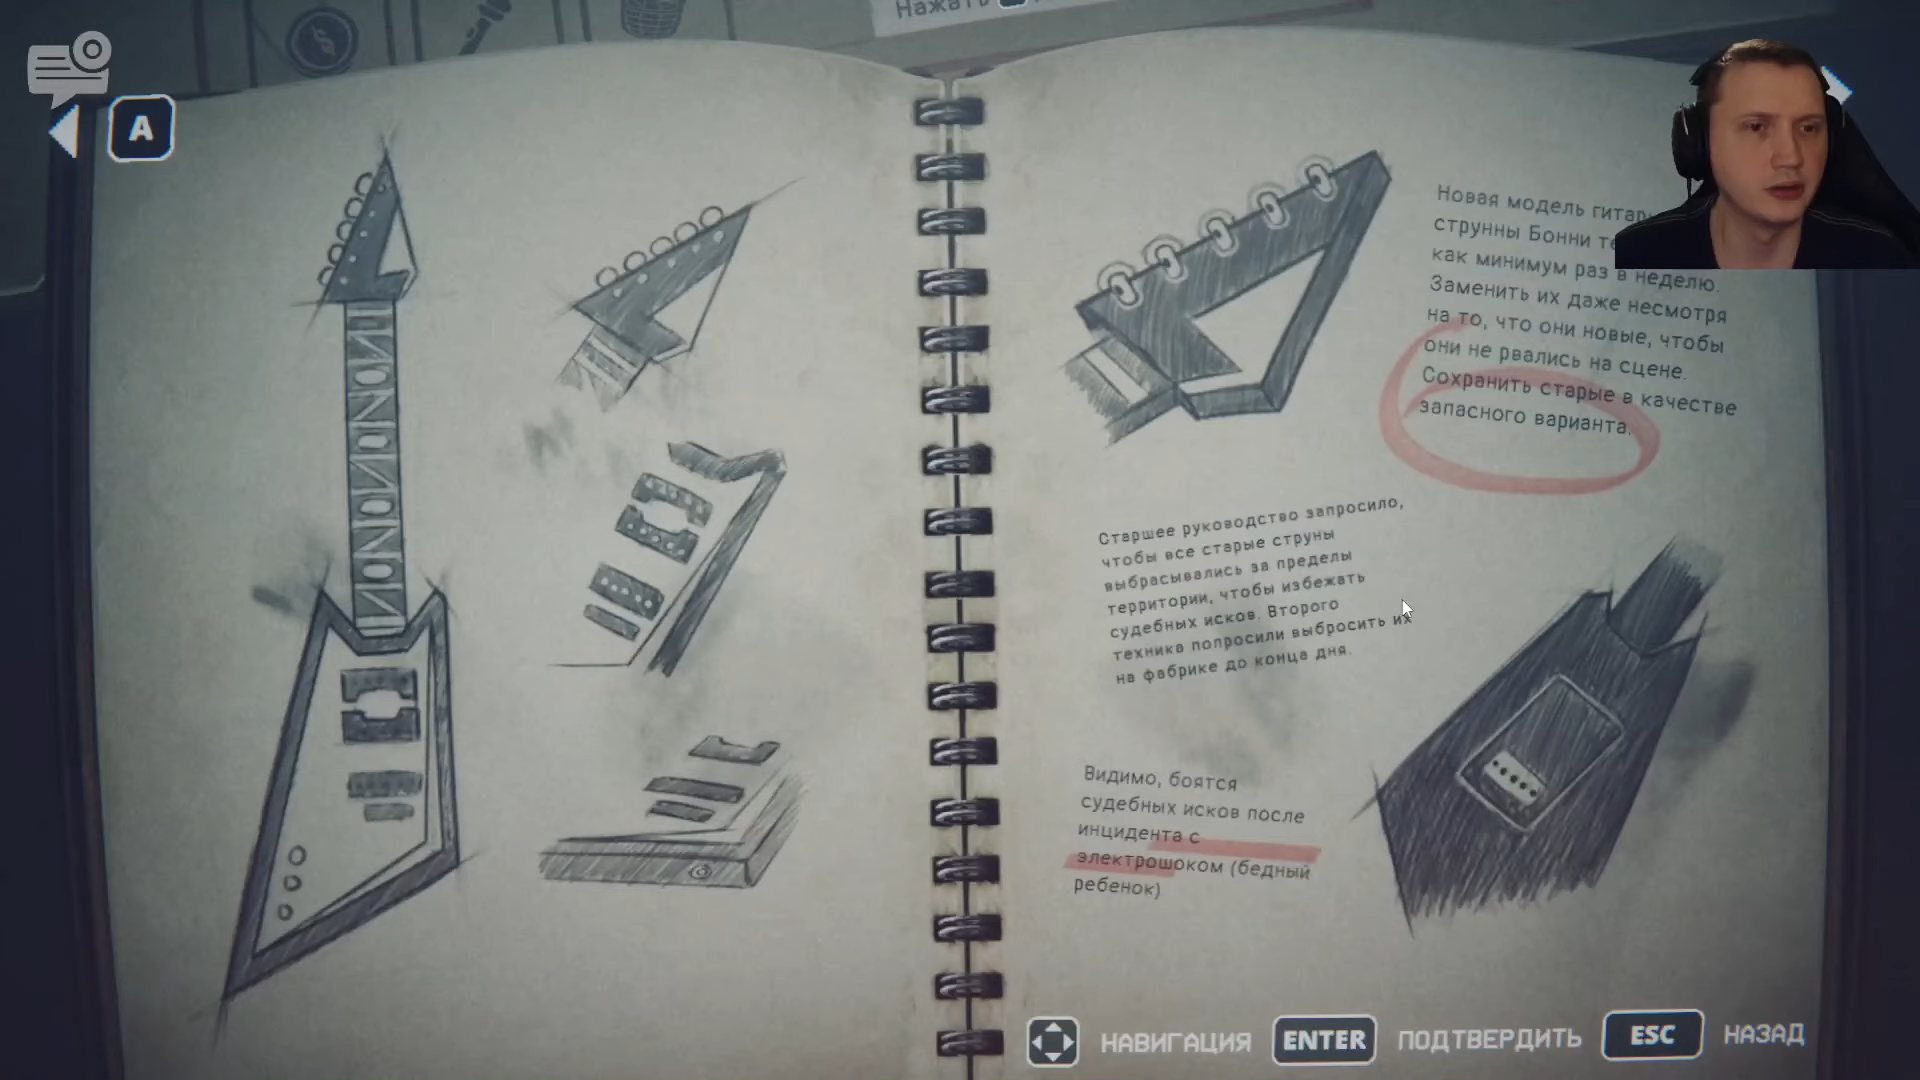 Нажать
A
Новая модель
струнны Бонни
как минимум раз в неделю.
Заменить их даже несмотря
на то, что они новые, чтобы
они не рвались на сцене.
Сохранить старые в качестве
запасного варианта.
Старшее руководство запросило,
чтобы все старые струны
выбрасывались за пределы
территории, чтобы избежать
судебных исков. Второго
техника попросили выбросить их
на фабрике до конца дня.
Видимо, боятся
судебных исков после
инцидента с
электрошоком (бедный
ребенок)
НАВИГАЦИЯ ENTER ПОДТВЕРДИТЬ ESC НАЗАД